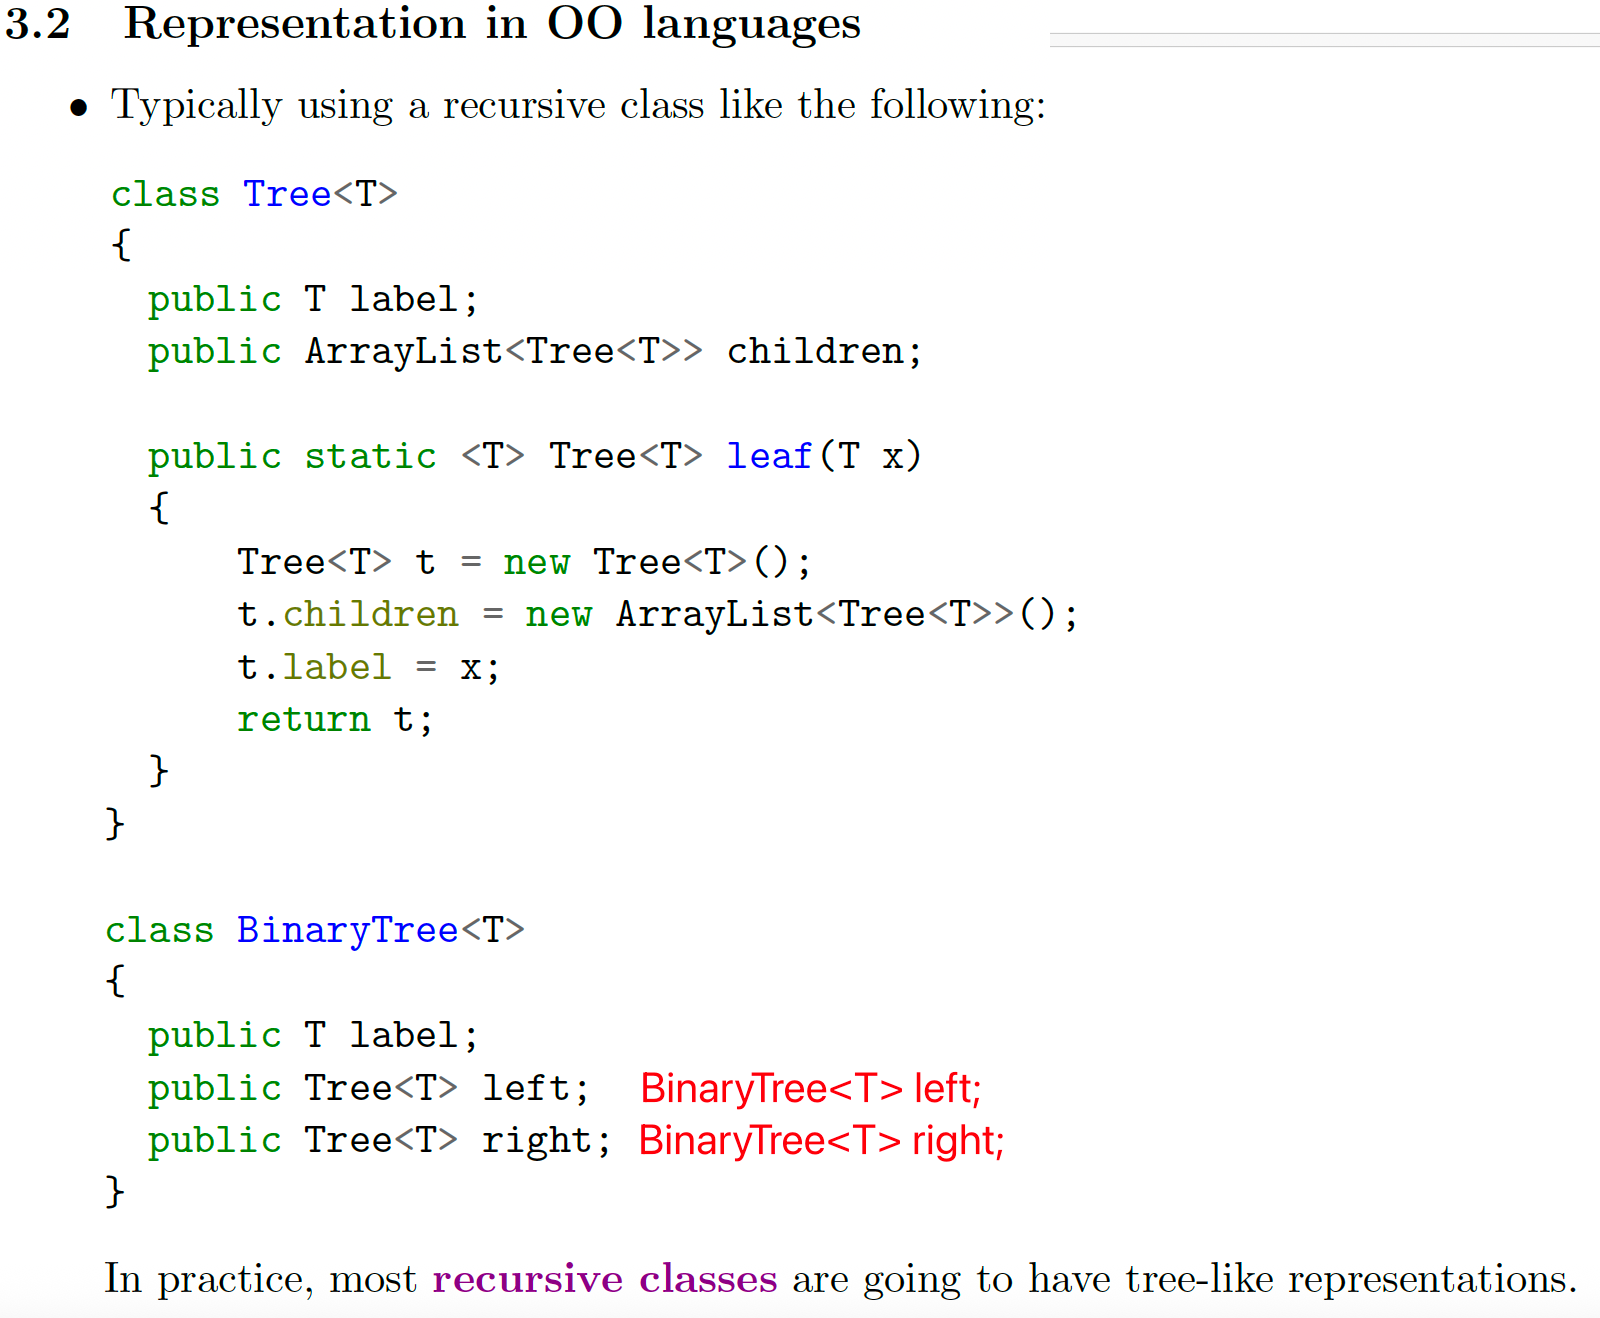 3.2 Representation in OO languages
• Typically using a recursive class like the following:
class Tree<T>
{
public T label;
public ArrayList<Tree<T>> children;
public static <T> Tree<T> leaf(T x)
{
Tree<T> t = new Tree<T>();
t.children = new ArrayList<Tree<T>>();
t.label = x;
return t;
}
}
class BinaryTree<T>
{
public T label;
public Tree<T> left; BinaryTree<T> left;
public Tree<T> right; BinaryTree<T> right;
}
In practice, most recursive classes are going to have tree-like representations.